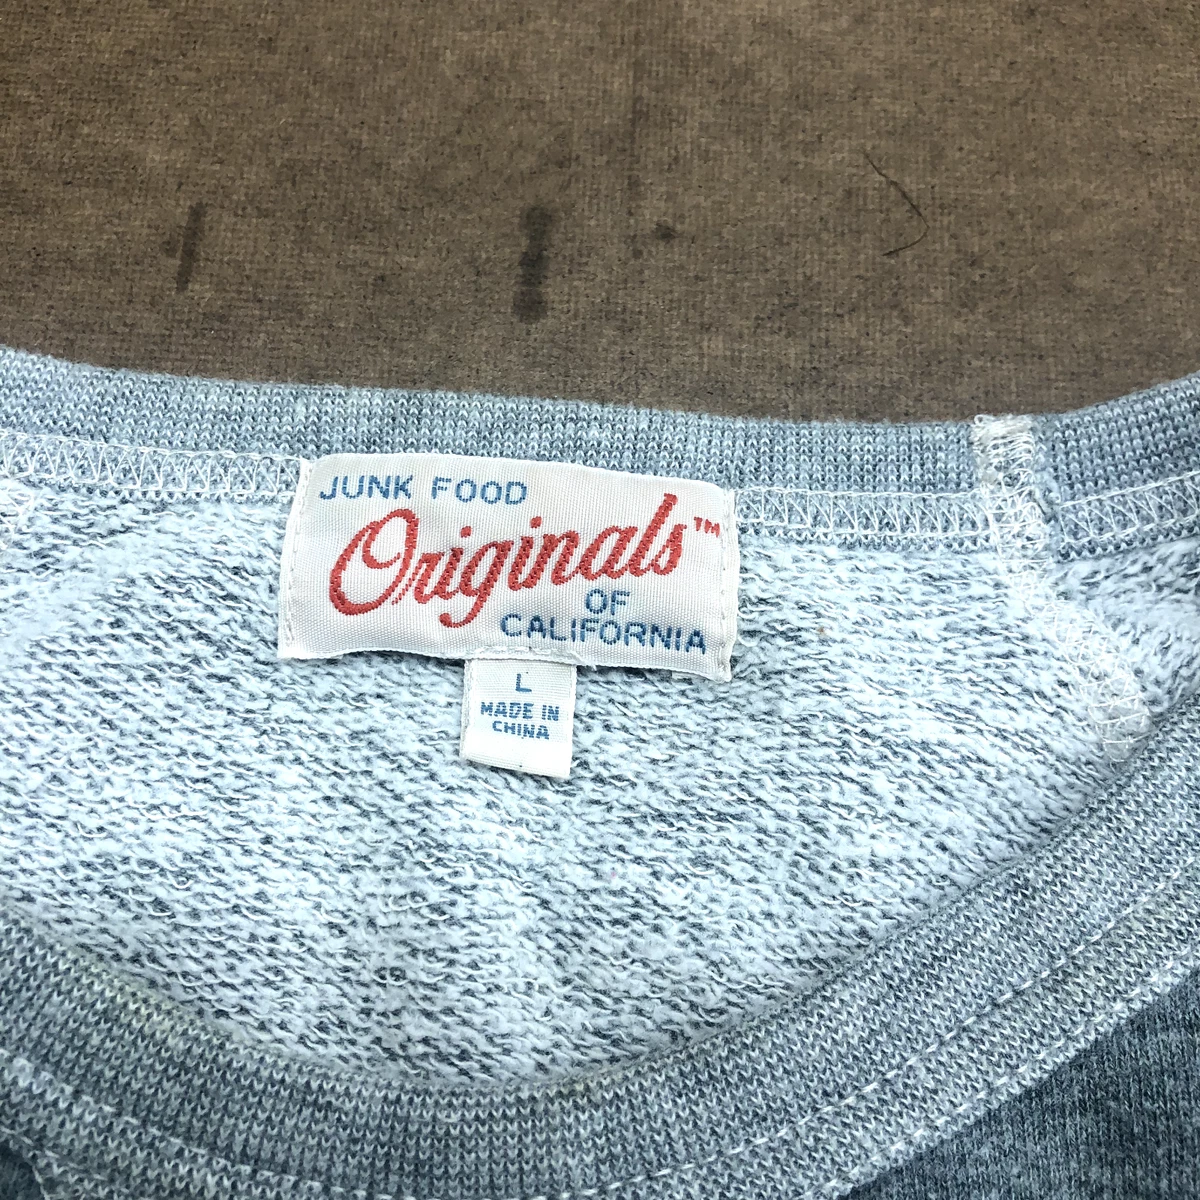 JUNK FOOD
Originals™
OF
CALIFORNIA
L
MADE IN
CHINA